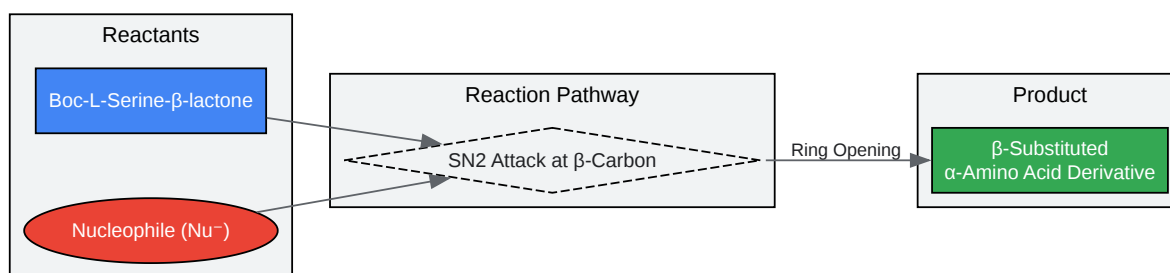 Reactants
Boc-L-Serine-β-lactone
Nucleophile (Nu⁻)
Reaction Pathway
SN2 Attack at β-Carbon
Ring Opening
Product
β-Substituted
α-Amino Acid Derivative